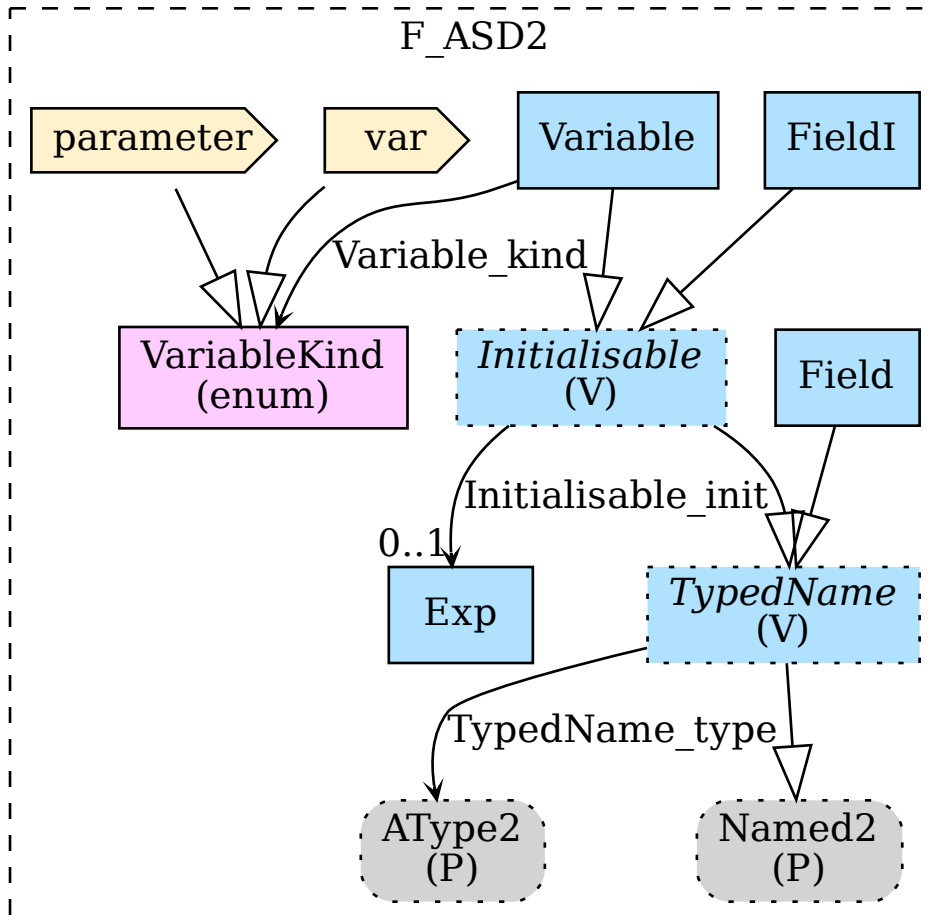 F_ASD2
parameter
var
Variable
FieldI
Variable_kind
VariableKind
(enum)
Initialisable
(V)
Field
Initialisable_init
0..1
Exp
TypedName
(V)
TypedName_type
AType2
(P)
Named2
(P)